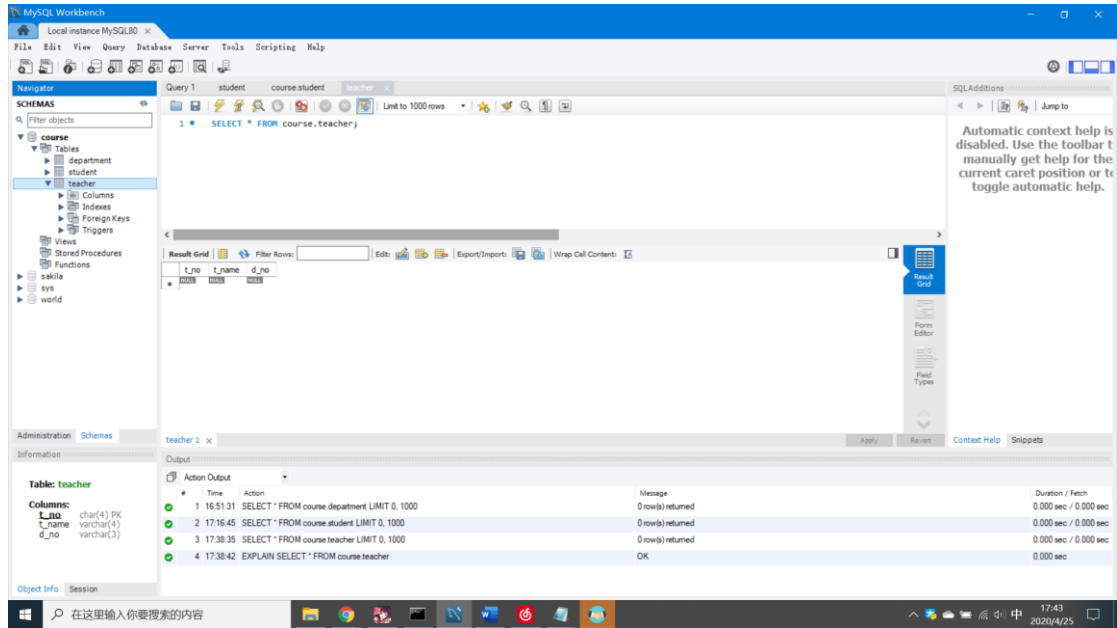 MySQL Workbench
Local instance MySQL80 ×
File Edit View Query Database Server Tools Scripting Help
Navigator
SCHEMAS
Filter objects
course
Tables
department
student
teacher
Columns
Indexes
Foreign Keys
Triggers
Views
Stored Procedures
Functions
sakila
sys
world
Administration Schemas
Information
Table: teacher
Columns:
t_no char(4) PK
t_name varchar(4)
d_no varchar(3)
Object Info Session
Query 1 student course.student teacher ×
Limit to 1000 rows
1 SELECT * FROM course.teacher;
Result Grid Filter Rows: Edit: Export/Import: Wrap Cell Content:
t_no t_name d_no
NULL NULL NULL
Result
Grid
Form
Editor
Field
Types
teacher 1 × Apply Revert
Output
Action Output
# Time Action Message Duration / Fetch
1 16:51:31 SELECT * FROM course.department LIMIT 0, 1000 0 row(s) returned 0.000 sec / 0.000 sec
2 17:16:45 SELECT * FROM course.student LIMIT 0, 1000 0 row(s) returned 0.000 sec / 0.000 sec
3 17:38:35 SELECT * FROM course.teacher LIMIT 0, 1000 0 row(s) returned 0.000 sec / 0.000 sec
4 17:38:42 EXPLAIN SELECT * FROM course.teacher OK 0.000 sec
SQLAdditions
Jump to
Automatic context help is
disabled. Use the toolbar t
manually get help for the
current caret position or to
toggle automatic help.
Context Help Snippets
在这里输入你要搜索的内容
中
17:43
2020/4/25